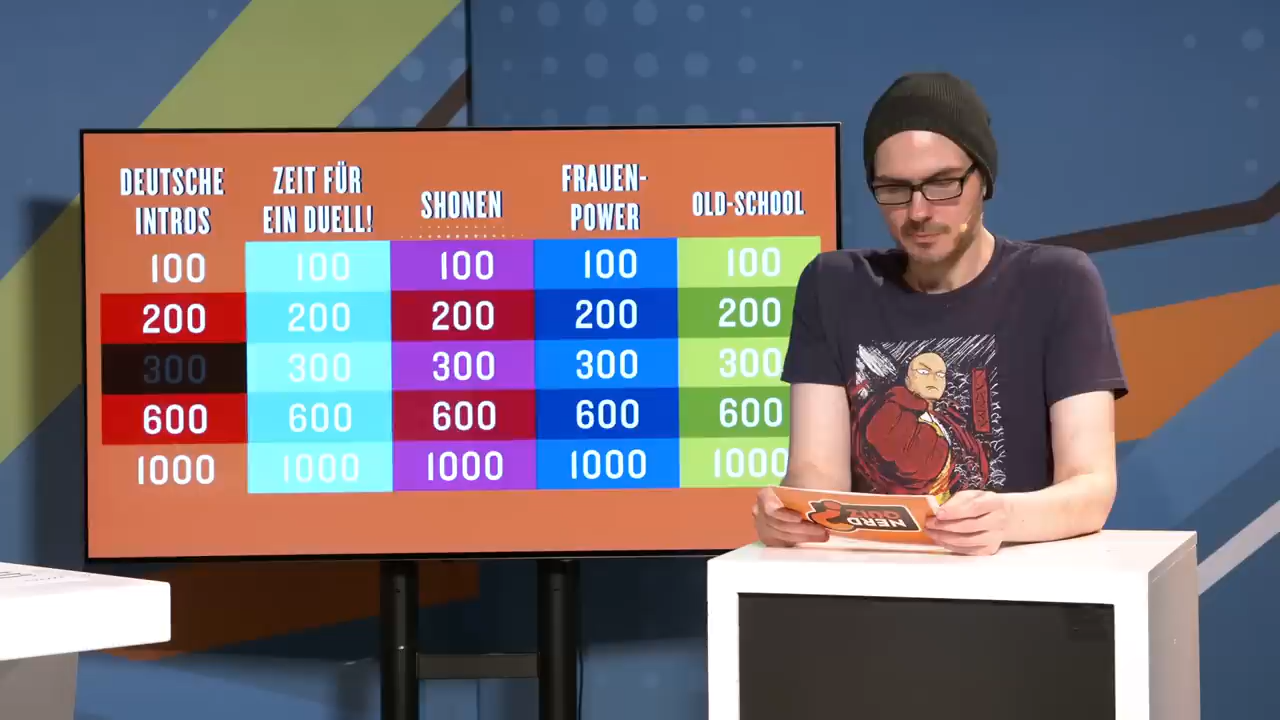 DEUTSCHE
INTROS
ZEIT FÜR
EIN DUELL!
SHONEN
FRAUEN-
POWER
OLD-SCHOOL
100 100 100 100 100
200 200 200 200 200
300 300 300 300 300
600 600 600 600 600
1000 1000 1000 1000 1000
NERD
QUIZ